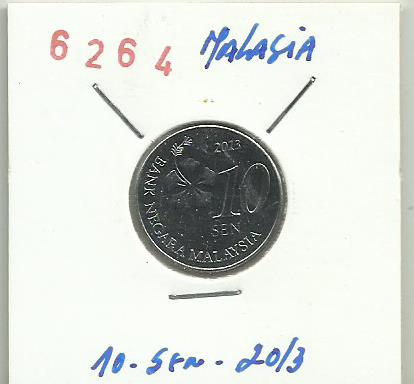 6264 MALASIA
2013
10
SEN
BANK NEGARA MALAYSIA
10 - SEN - 2013